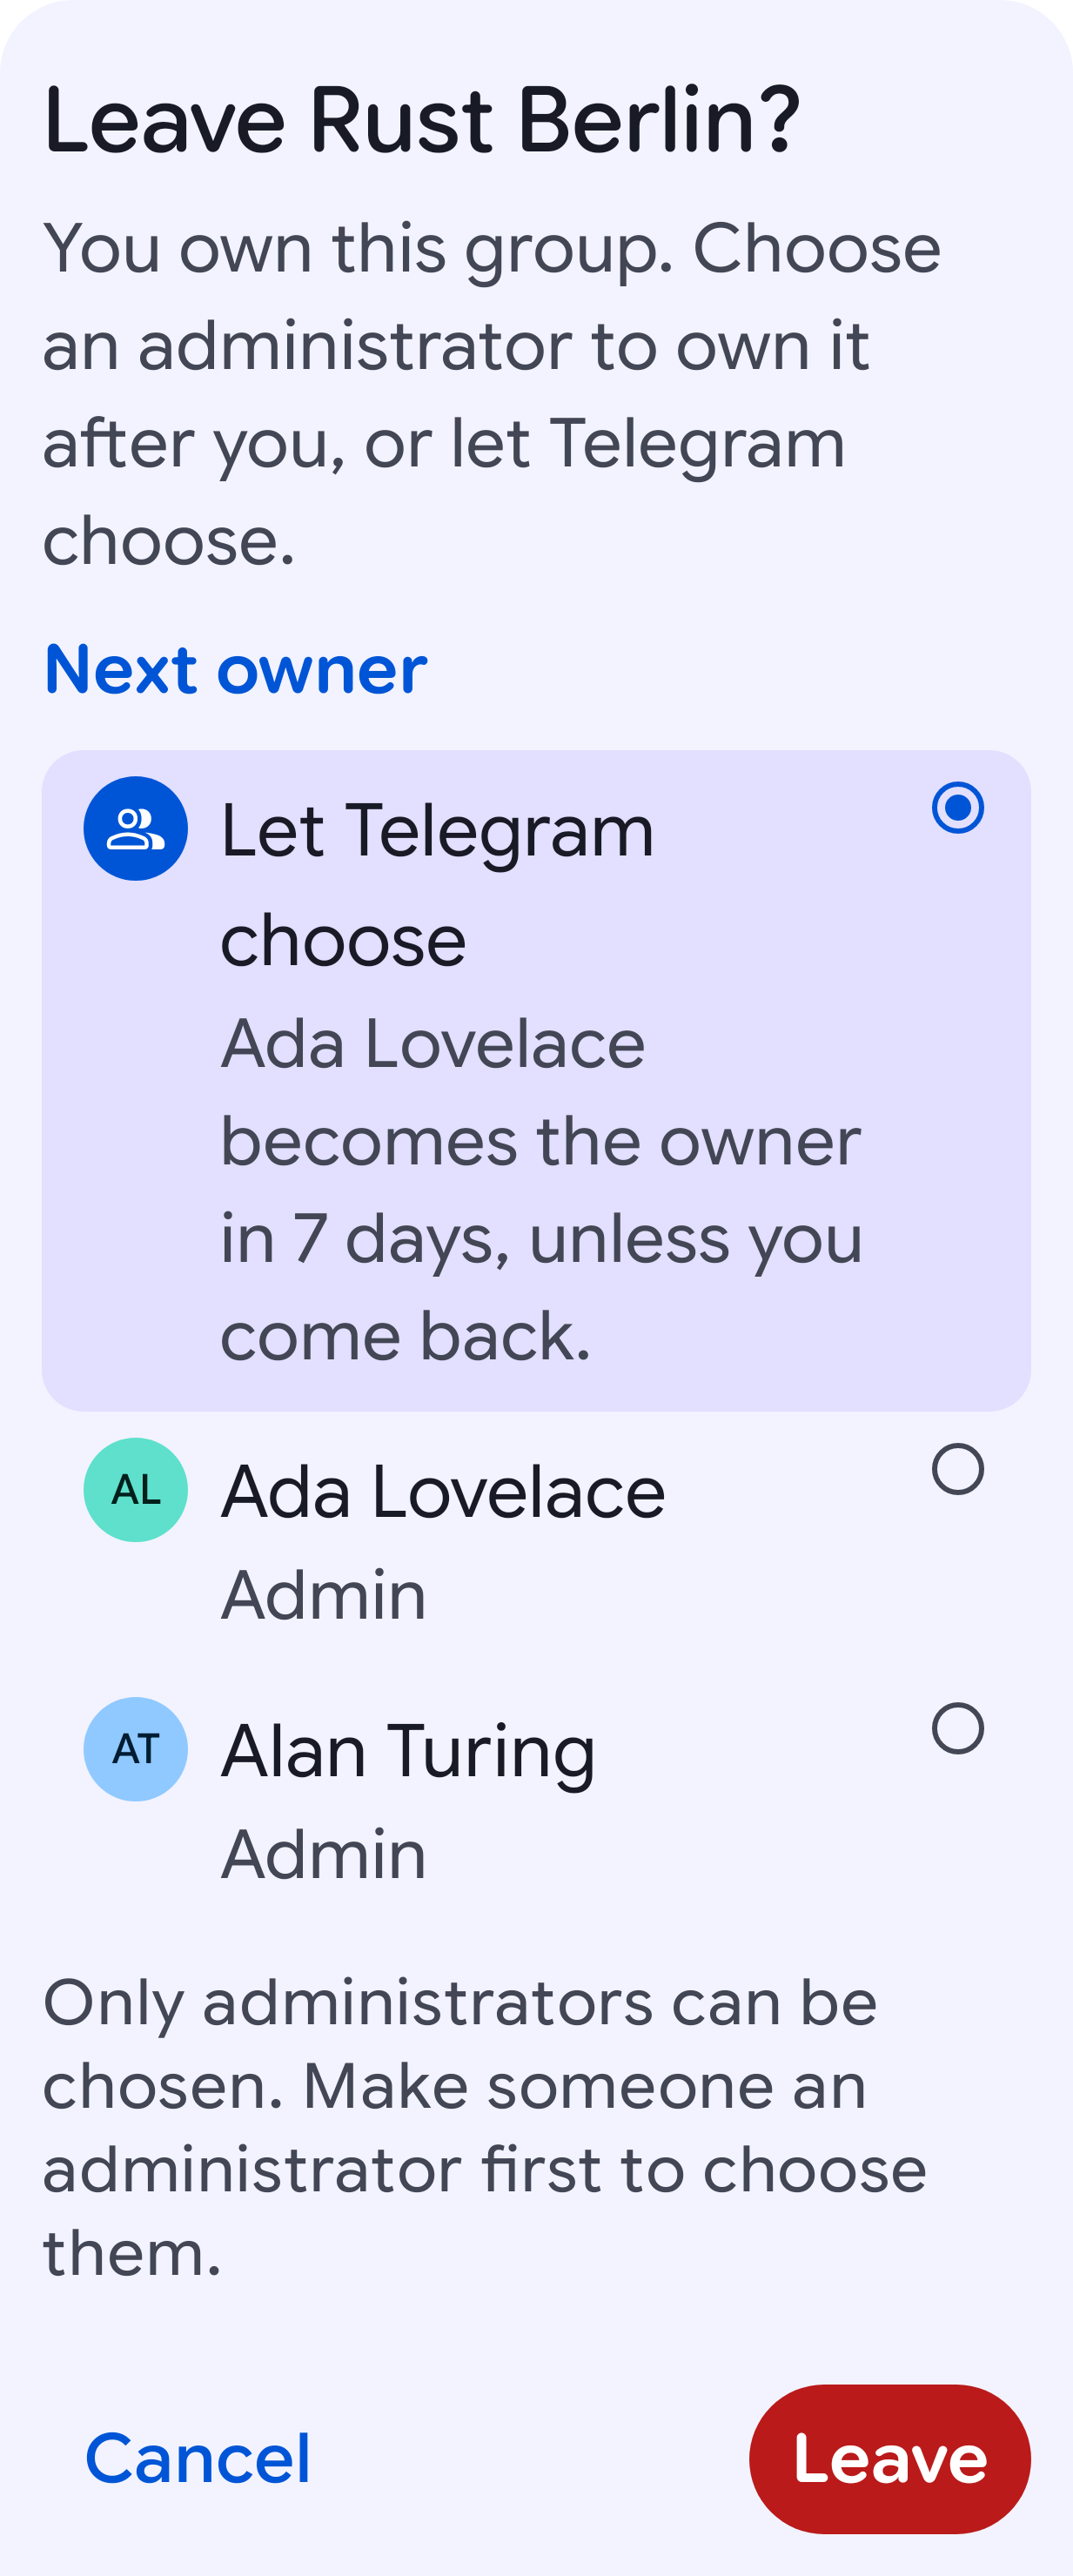 Leave Rust Berlin?
You own this group. Choose
an administrator to own it
after you, or let Telegram
choose.
Next owner
Let Telegram
choose
Ada Lovelace
becomes the owner
in 7 days, unless you
come back.
AL
Ada Lovelace
Admin
AT
Alan Turing
Admin
Only administrators can be
chosen. Make someone an
administrator first to choose
them.
Cancel
Leave